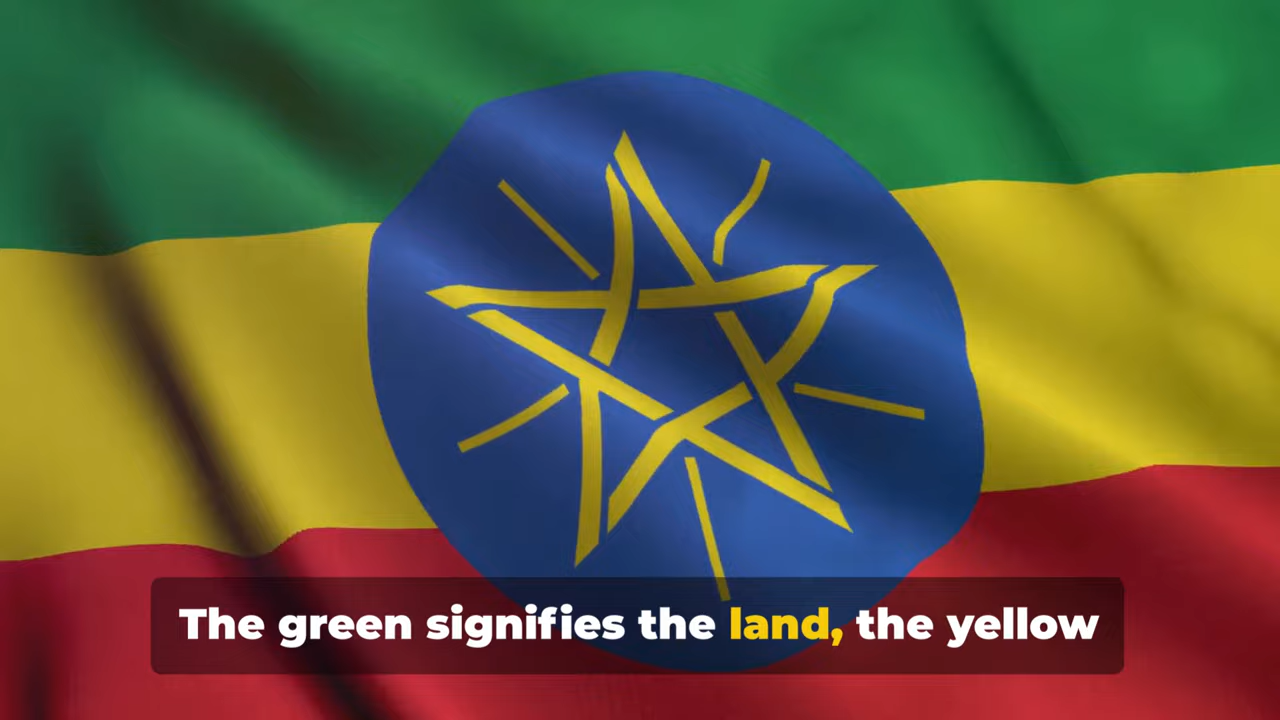 The green signifies the land, the yellow